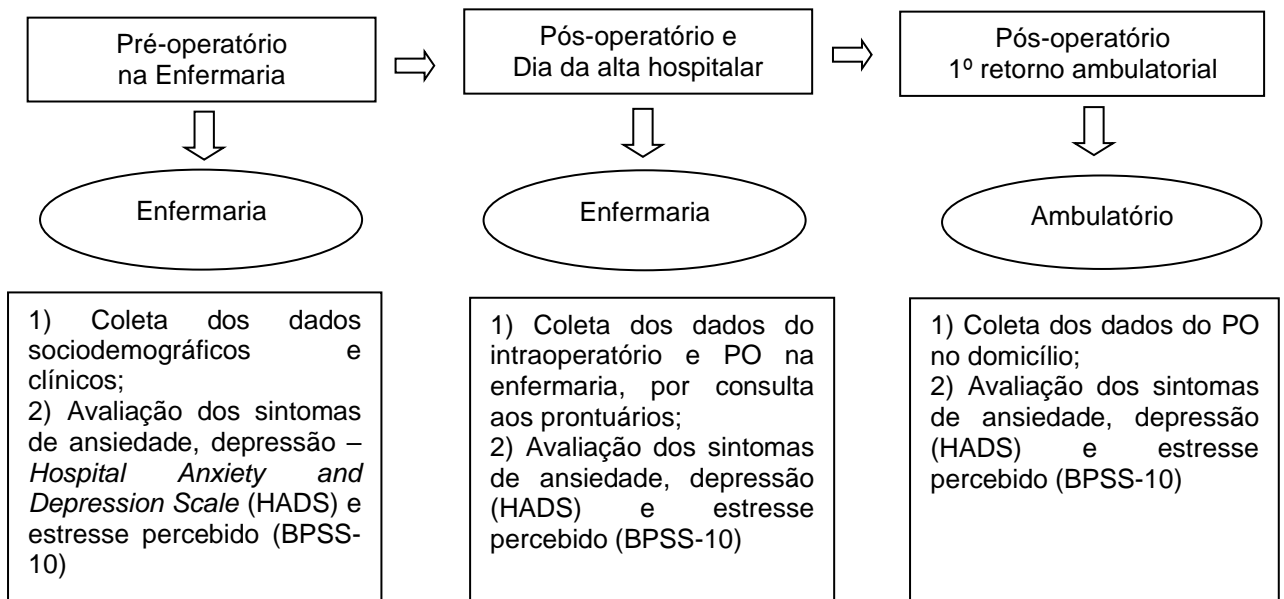 Pré-operatório
na Enfermaria
Pós-operatório e
Dia da alta hospitalar
Pós-operatório
1º retorno ambulatorial
Enfermaria
Enfermaria
Ambulatório
1) Coleta dos dados
sociodemográficos e
clínicos;
2) Avaliação dos sintomas
de ansiedade, depressão –
Hospital Anxiety and
Depression Scale (HADS) e
estresse percebido (BPSS-
10)
1) Coleta dos dados do
intraoperatório e PO na
enfermaria, por consulta
aos prontuários;
2) Avaliação dos sintomas
de ansiedade, depressão
(HADS) e estresse
percebido (BPSS-10)
1) Coleta dos dados do PO
no domicílio;
2) Avaliação dos sintomas
de ansiedade, depressão
(HADS) e estresse
percebido (BPSS-10)